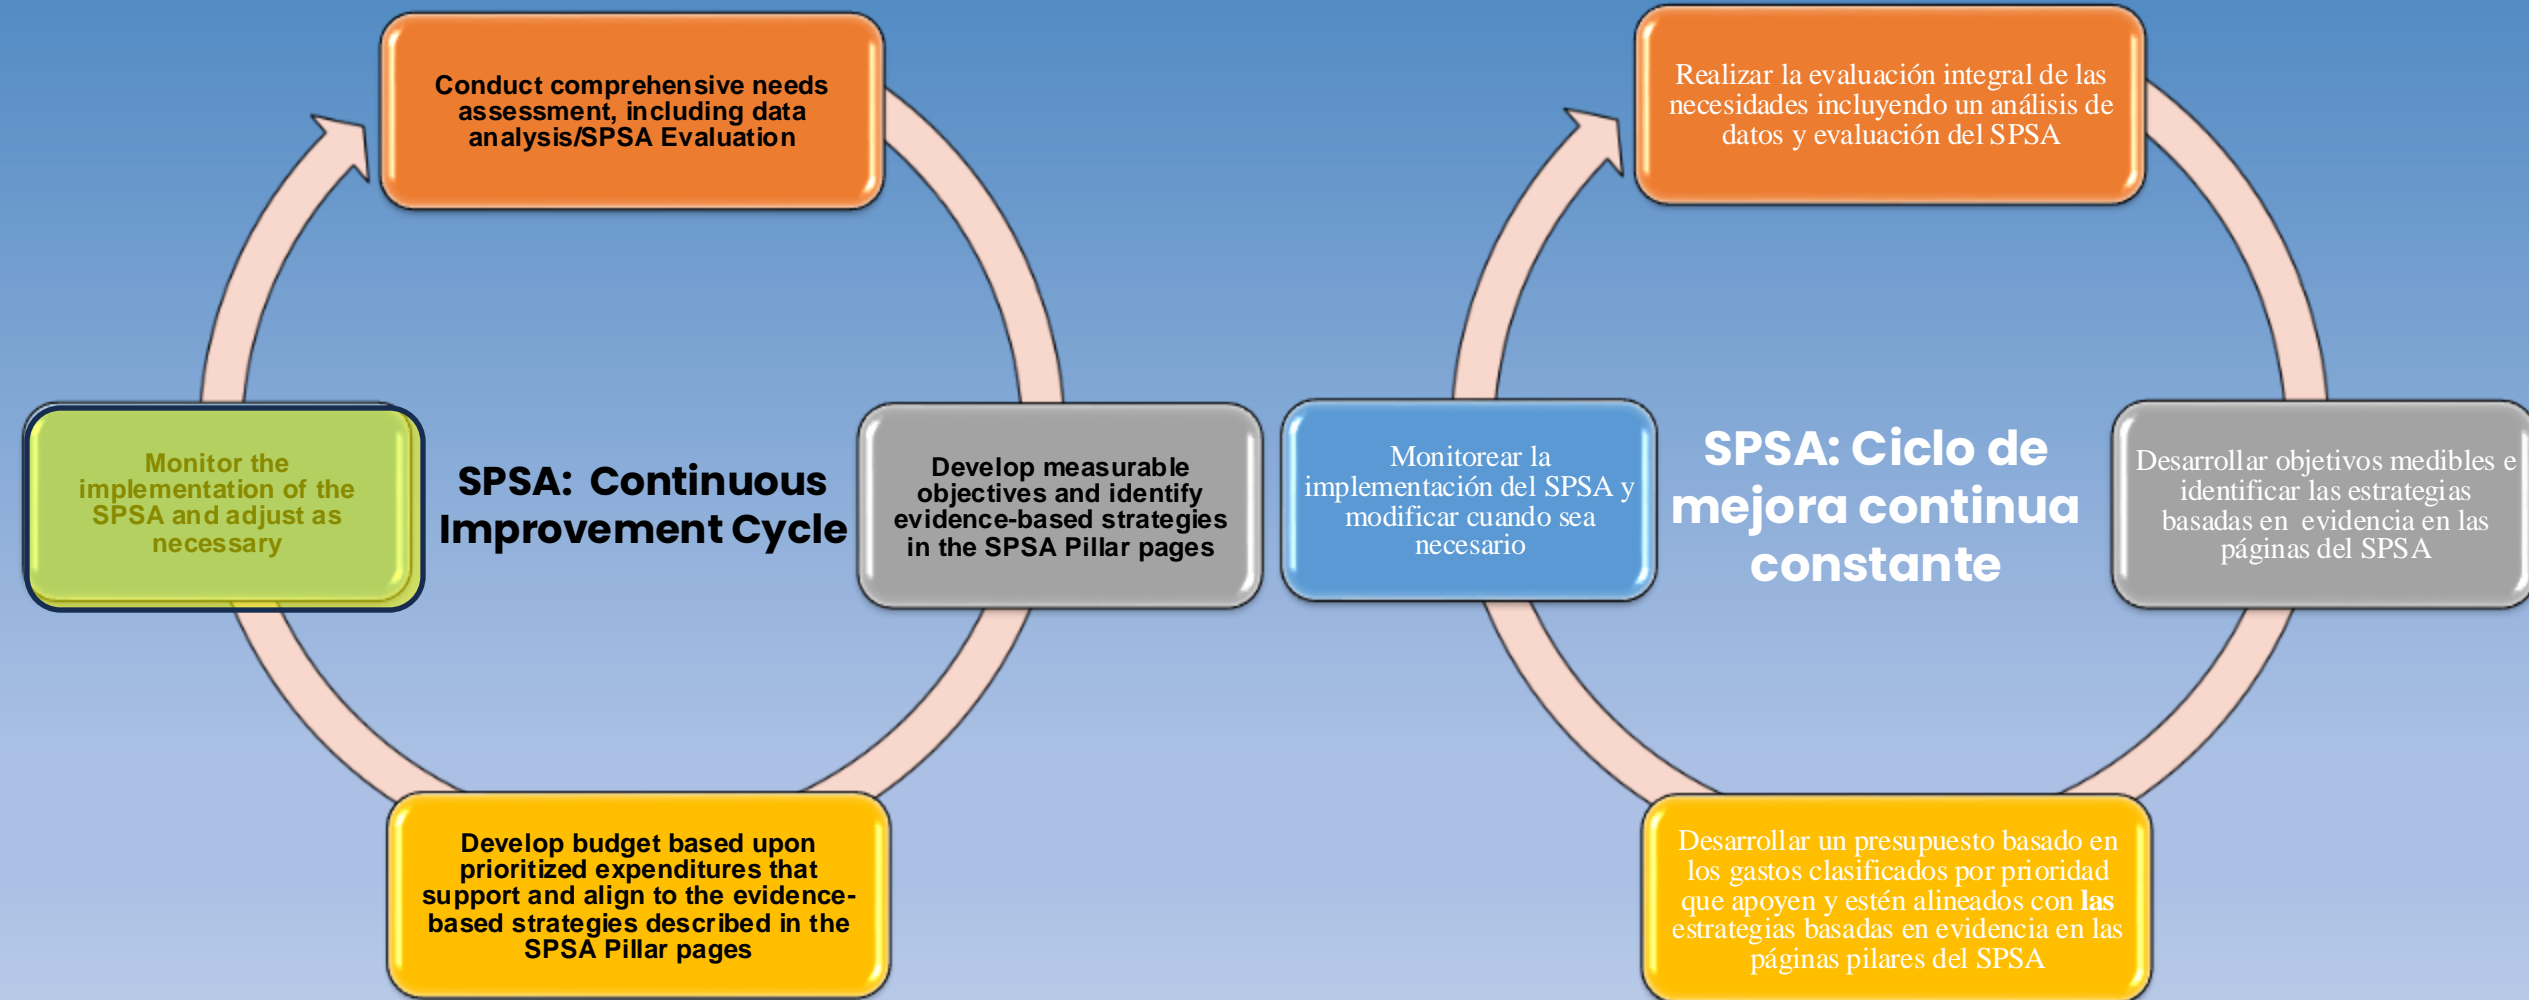 Conduct comprehensive needs
assessment, including data
analysis/SPSA Evaluation
Monitor the
implementation of the
SPSA and adjust as
necessary
SPSA:  Continuous
Improvement Cycle
Develop measurable
objectives and identify
evidence-based strategies
in the SPSA Pillar pages
Develop budget based upon
prioritized expenditures that
support and align to the evidence-
based strategies described in the
SPSA Pillar pages
Realizar la evaluación integral de las
necesidades incluyendo un análisis de
datos y evaluación del SPSA
Monitorear la
implementación del SPSA y
modificar cuando sea
necesario
SPSA: Ciclo de
mejora continua
constante
Desarrollar objetivos medibles e
identificar las estrategias
basadas en  evidencia en las
páginas del SPSA
Desarrollar un presupuesto basado en
los gastos clasificados por prioridad
que apoyen y estén alineados con las
estrategias basadas en evidencia en las
páginas pilares del SPSA